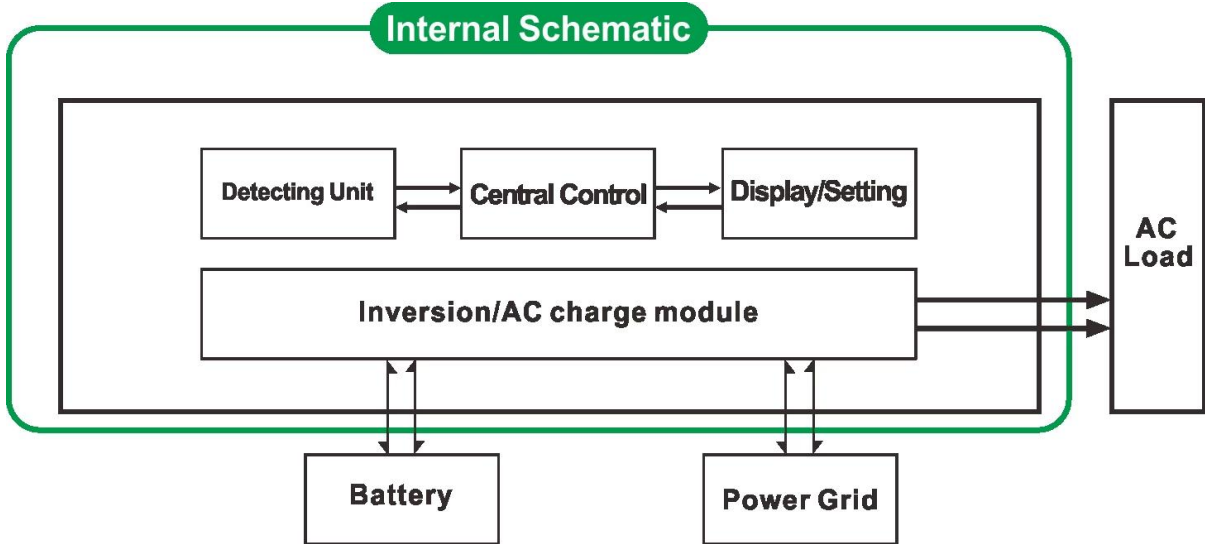 Internal Schematic
Detecting Unit
Central Control
Display/Setting
AC
Load
Inversion/AC charge module
Battery
Power Grid